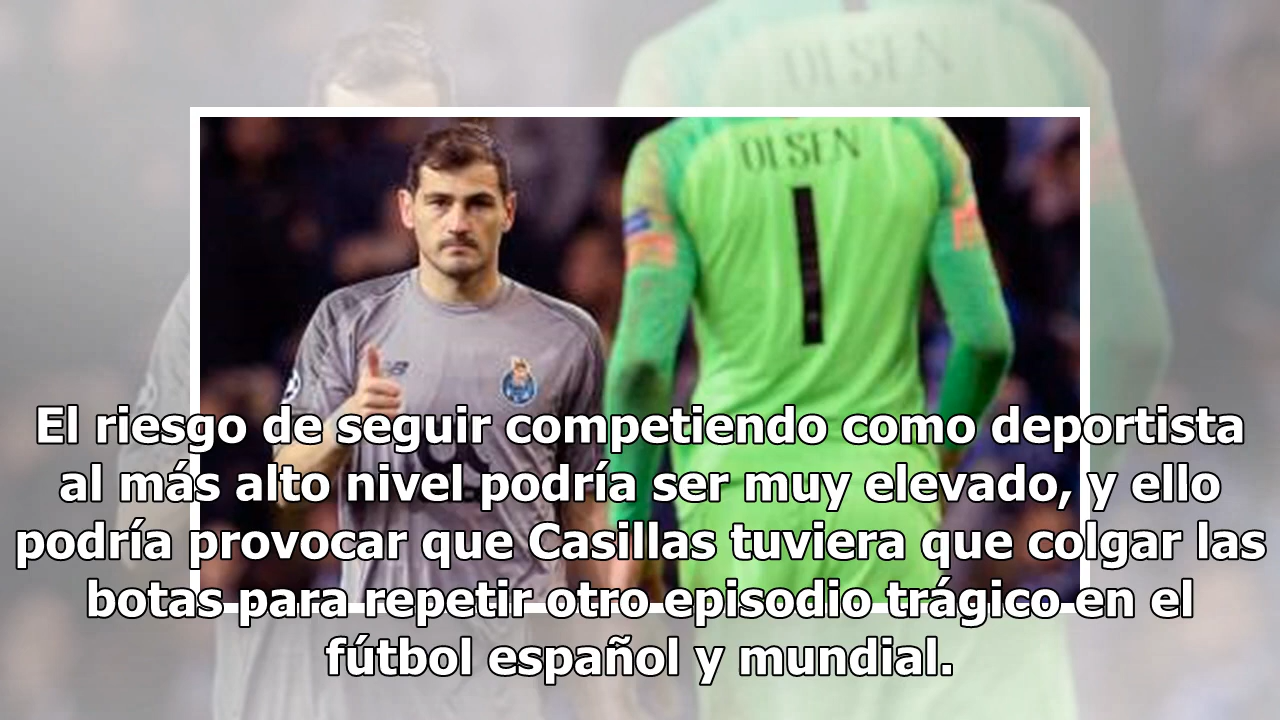 OLSEN
OLSEN
1
El riesgo de seguir competiendo como deportista
al más alto nivel podría ser muy elevado, y ello
podría provocar que Casillas tuviera que colgar las
botas para repetir otro episodio trágico en el
fútbol español y mundial.